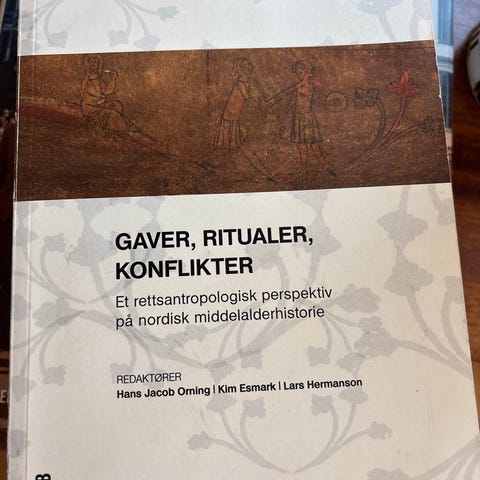 GAVER, RITUALER,
KONFLIKTER
Et rettsantropologisk perspektiv
på nordisk middelalderhistorie
REDAKTØRER
Hans Jacob Orning | Kim Esmark | Lars Hermanson
B